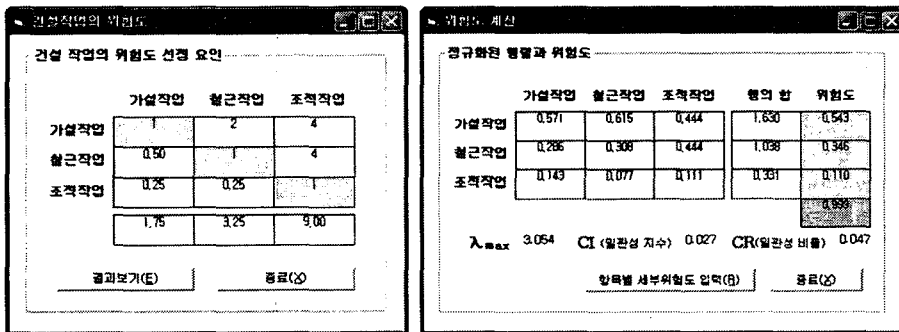 건설작업의 위험도
건설 작업의 위험도 선정 요인
가설작업 철근작업 조적작업
가설작업 1 2 4
철근작업 0.50 1 4
조적작업 0.25 0.25 1
1.75 3.25 9.00
결과보기(E) 종료(X)
위험도 계산
정규화된 행렬과 위험도
가설작업 철근작업 조적작업 행의 합 위험도
가설작업 0.571 0.615 0.444 1.630 0.543
철근작업 0.286 0.308 0.444 1.038 0.346
조적작업 0.143 0.077 0.111 0.331 0.110
0.999
λmax 3.054 CI (일관성 지수) 0.027 CR(일관성 비율) 0.047
항목별 세부위험도 입력(R) 종료(X)